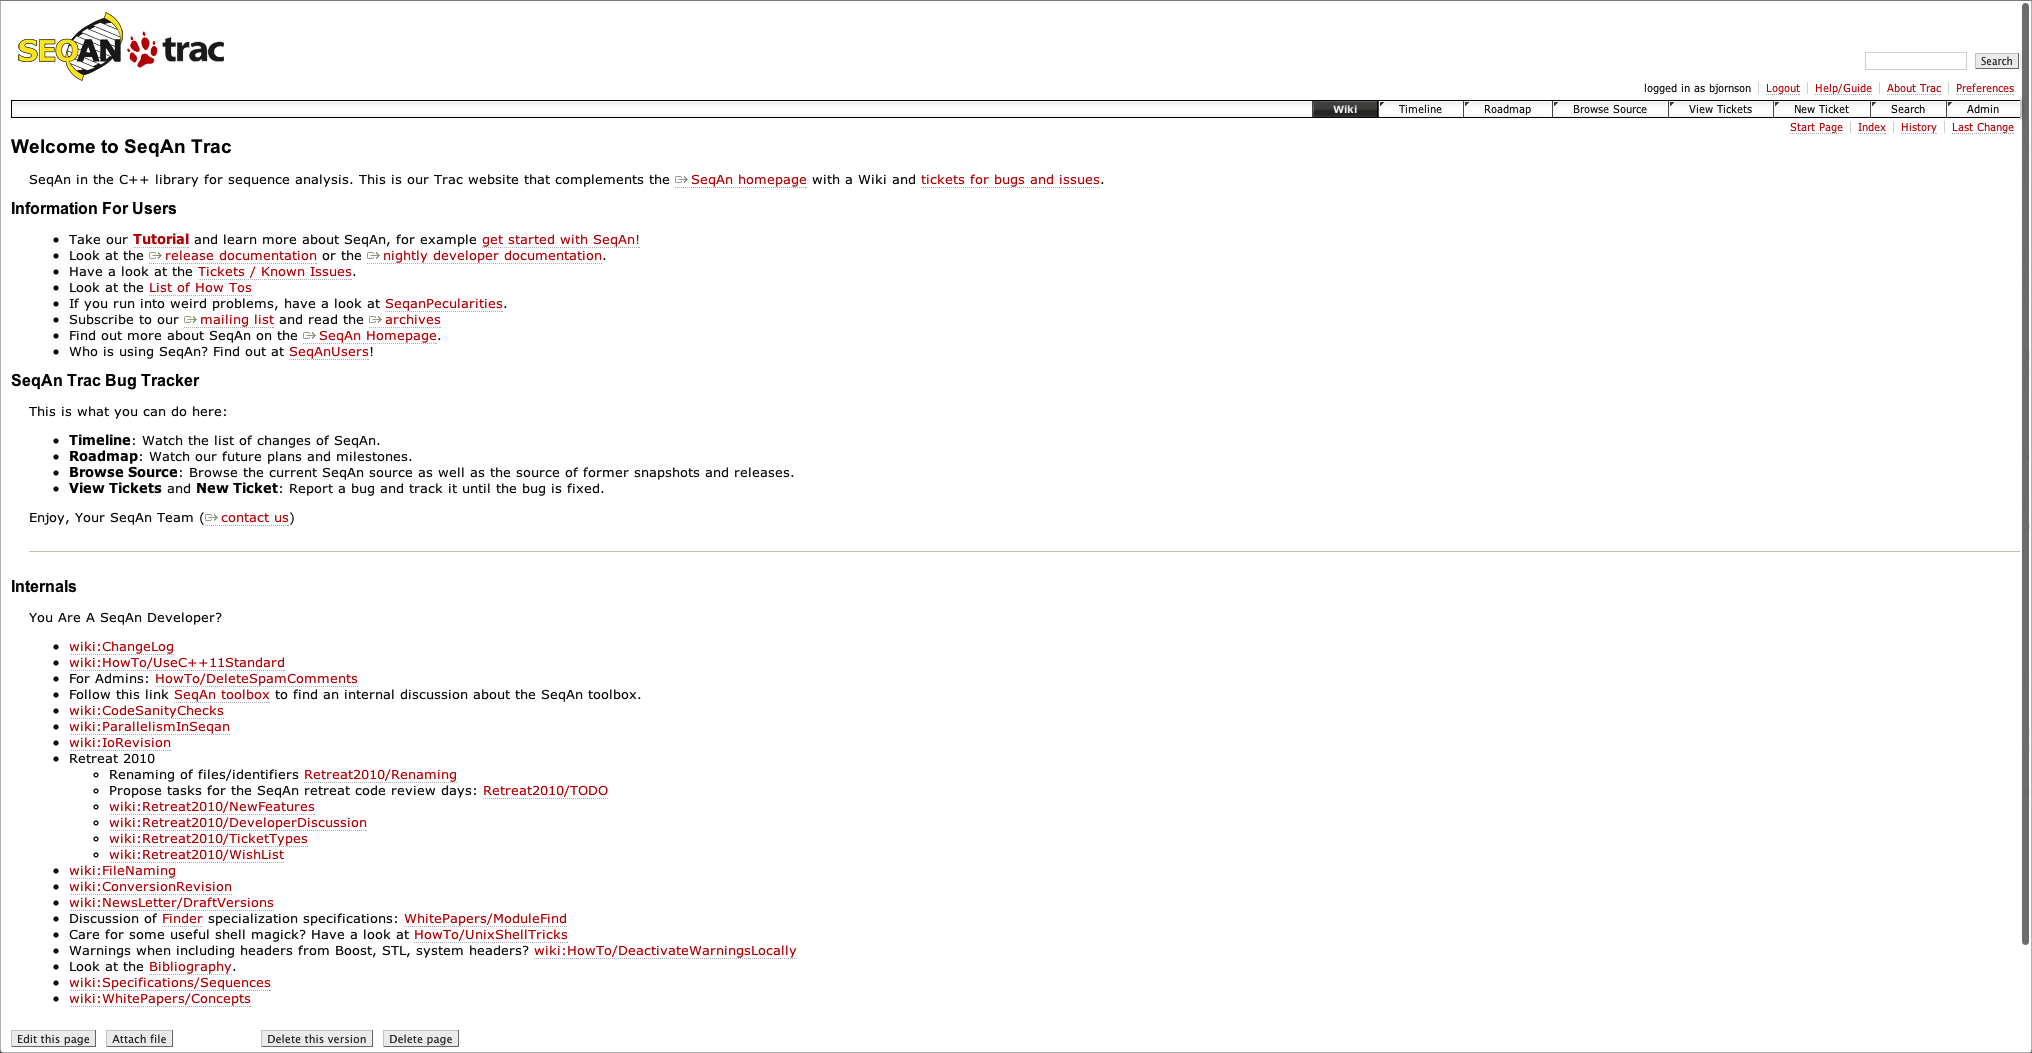 SEQAN trac
Search
logged in as bjornson Logout Help/Guide About Trac Preferences
Wiki Timeline Roadmap Browse Source View Tickets New Ticket Search Admin
Start Page Index History Last Change
Welcome to SeqAn Trac
SeqAn in the C++ library for sequence analysis. This is our Trac website that complements the SeqAn homepage with a Wiki and tickets for bugs and issues.
Information For Users
Take our Tutorial and learn more about SeqAn, for example get started with SeqAn!
Look at the release documentation or the nightly developer documentation.
Have a look at the Tickets / Known Issues.
Look at the List of How Tos
If you run into weird problems, have a look at SeqanPecularities.
Subscribe to our mailing list and read the archives
Find out more about SeqAn on the SeqAn Homepage.
Who is using SeqAn? Find out at SeqAnUsers!
SeqAn Trac Bug Tracker
This is what you can do here:
Timeline: Watch the list of changes of SeqAn.
Roadmap: Watch our future plans and milestones.
Browse Source: Browse the current SeqAn source as well as the source of former snapshots and releases.
View Tickets and New Ticket: Report a bug and track it until the bug is fixed.
Enjoy, Your SeqAn Team (contact us)
Internals
You Are A SeqAn Developer?
wiki:ChangeLog
wiki:HowTo/UseC++11Standard
For Admins: HowTo/DeleteSpamComments
Follow this link SeqAn toolbox to find an internal discussion about the SeqAn toolbox.
wiki:CodeSanityChecks
wiki:ParallelismInSeqan
wiki:IoRevision
Retreat 2010
Renaming of files/identifiers Retreat2010/Renaming
Propose tasks for the SeqAn retreat code review days: Retreat2010/TODO
wiki:Retreat2010/NewFeatures
wiki:Retreat2010/DeveloperDiscussion
wiki:Retreat2010/TicketTypes
wiki:Retreat2010/WishList
wiki:FileNaming
wiki:ConversionRevision
wiki:NewsLetter/DraftVersions
Discussion of Finder specialization specifications: WhitePapers/ModuleFind
Care for some useful shell magick? Have a look at HowTo/UnixShellTricks
Warnings when including headers from Boost, STL, system headers? wiki:HowTo/DeactivateWarningsLocally
Look at the Bibliography.
wiki:Specifications/Sequences
wiki:WhitePapers/Concepts
Edit this page Attach file Delete this version Delete page